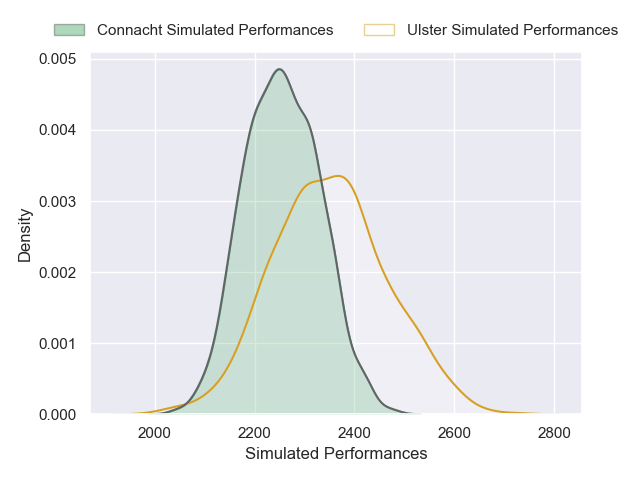 Connacht Simulated Performances Ulster Simulated Performances
0.005
0.004
0.003
0.002
0.001
0.000
Density
2000 2200 2400 2600 2800
Simulated Performances